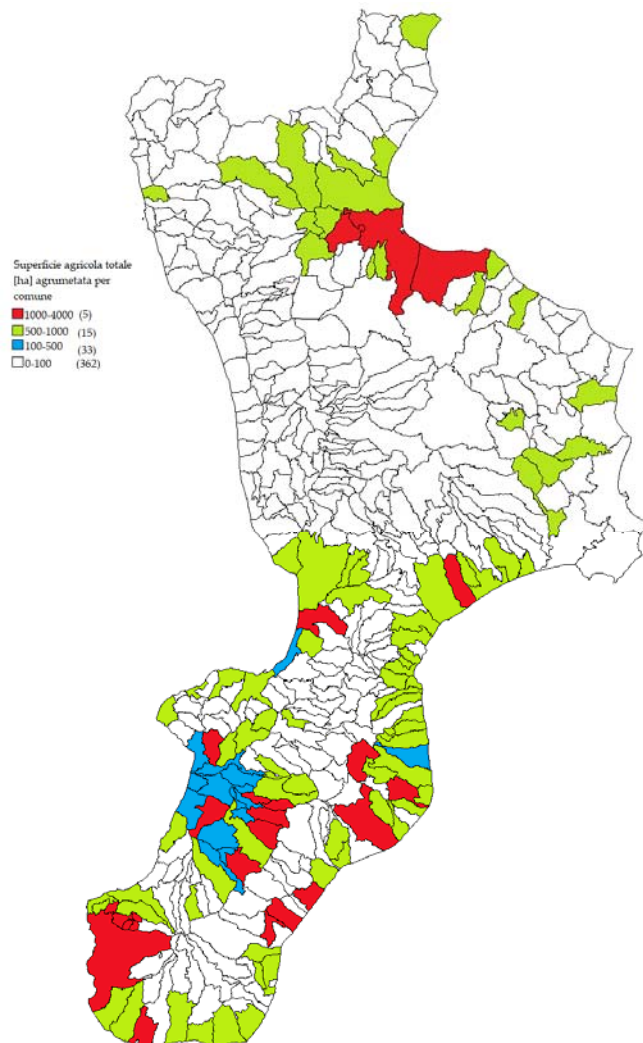 Superficie agricola totale
[ha] agrumetata per
comune
1000-4000 (5)
500-1000 (15)
100-500 (33)
0-100 (362)